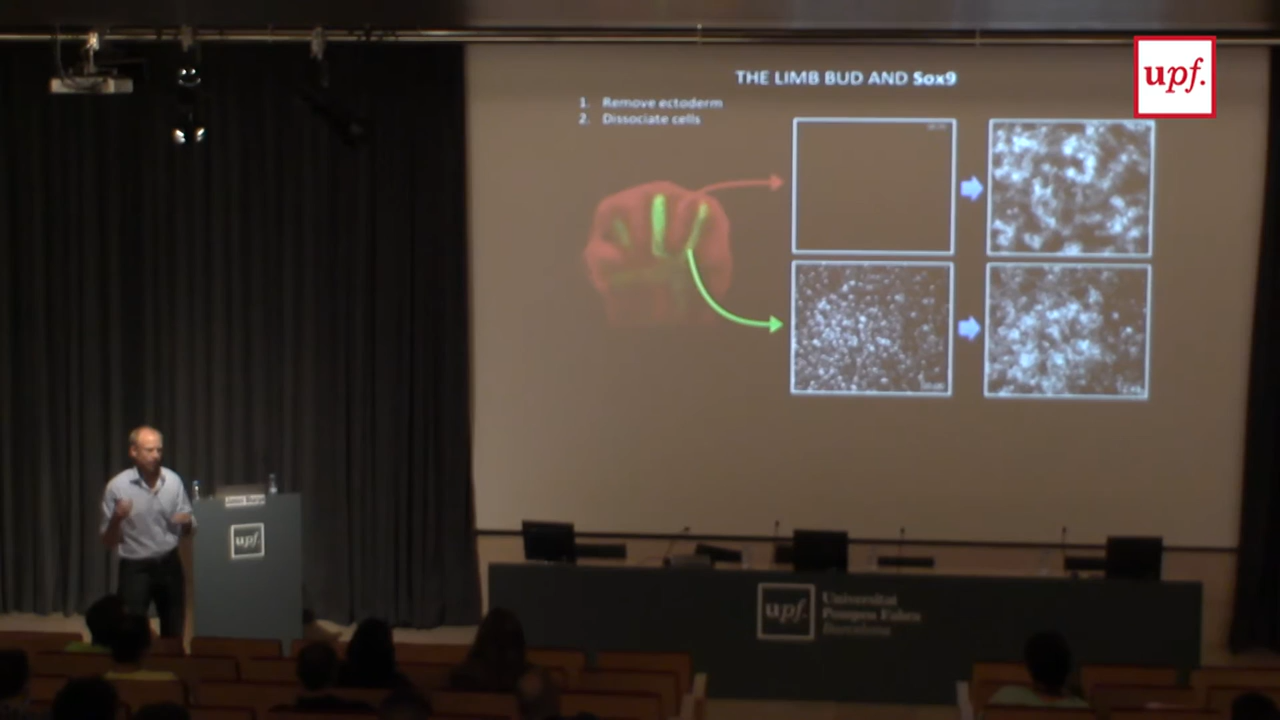 THE LIMB BUD AND Sox9
1. Remove ectoderm
2. Dissociate cells
upf.
upf.
upf.
Universitat
Pompeu Fabra
Barcelona